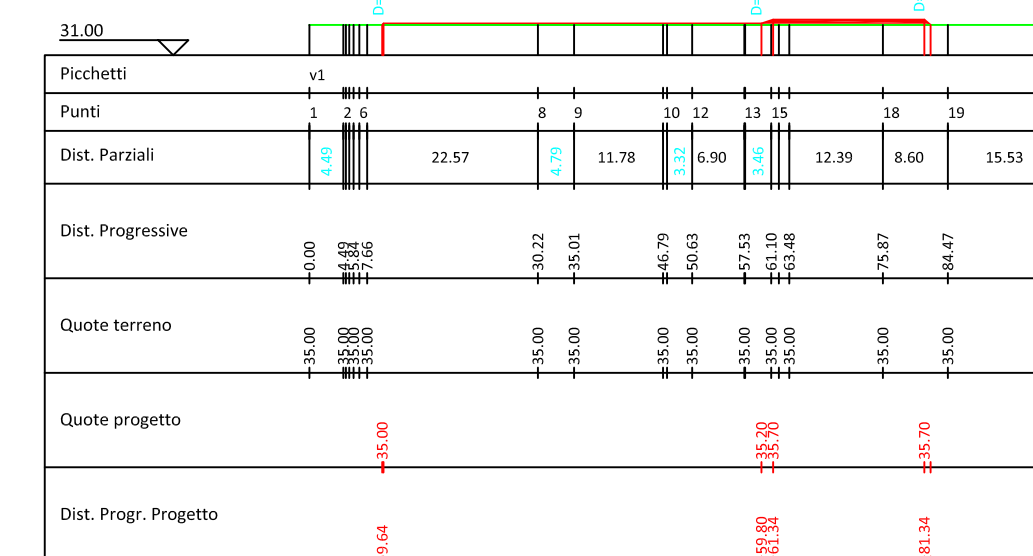 D= D= D=
31.00
Picchetti v1
Punti 1 2 6 8 9 10 12 13 15 18 19
Dist. Parziali 4.49 22.57 4.79 11.78 3.32 6.90 3.46 12.39 8.60 15.53
Dist. Progressive 0.00 4.49 5.84 7.66 30.22 35.01 46.79 50.63 57.53 61.10 63.48 75.87 84.47
Quote terreno 35.00 35.00 35.00 35.00 35.00 35.00 35.00 35.00 35.00 35.00 35.00 35.00 35.00
Quote progetto 35.00 35.20 35.70 35.70
Dist. Progr. Progetto 9.64 59.80 61.34 81.34